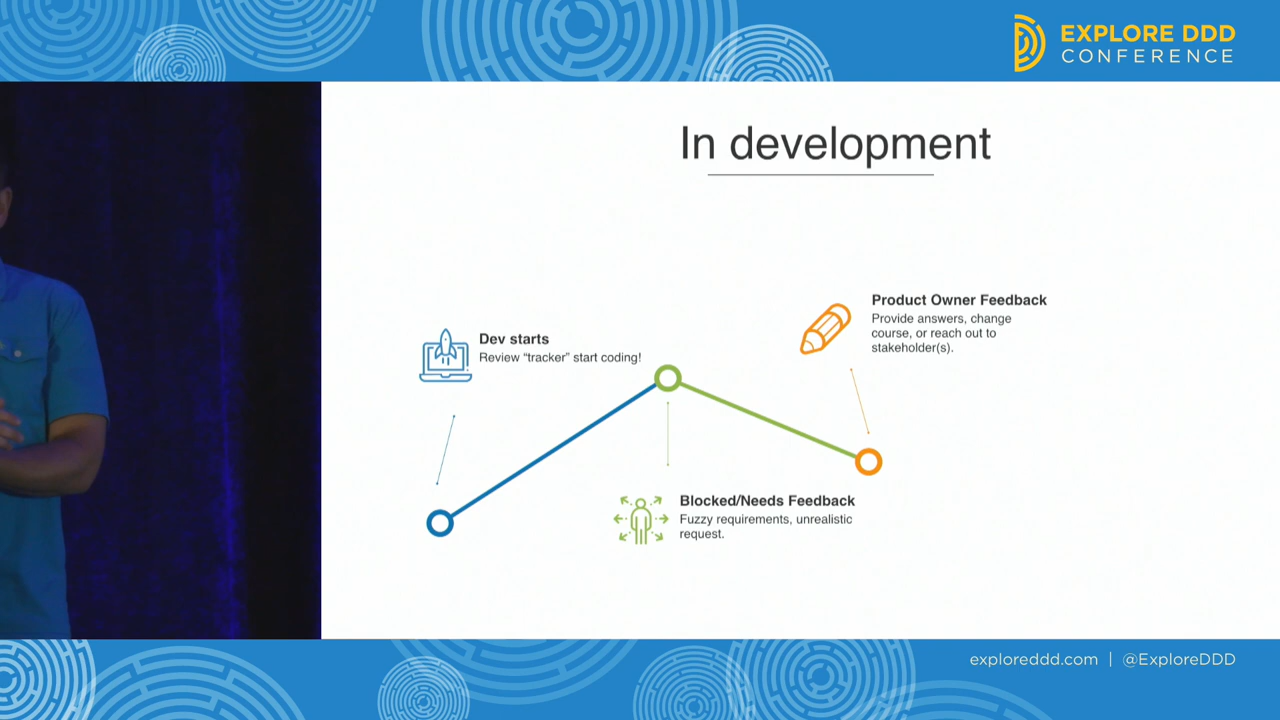 EXPLORE DDD
CONFERENCE
In development
Dev starts
Review “tracker” start coding!
Product Owner Feedback
Provide answers, change
course, or reach out to
stakeholder(s).
Blocked/Needs Feedback
Fuzzy requirements, unrealistic
request.
exploreddd.com | @ExploreDDD